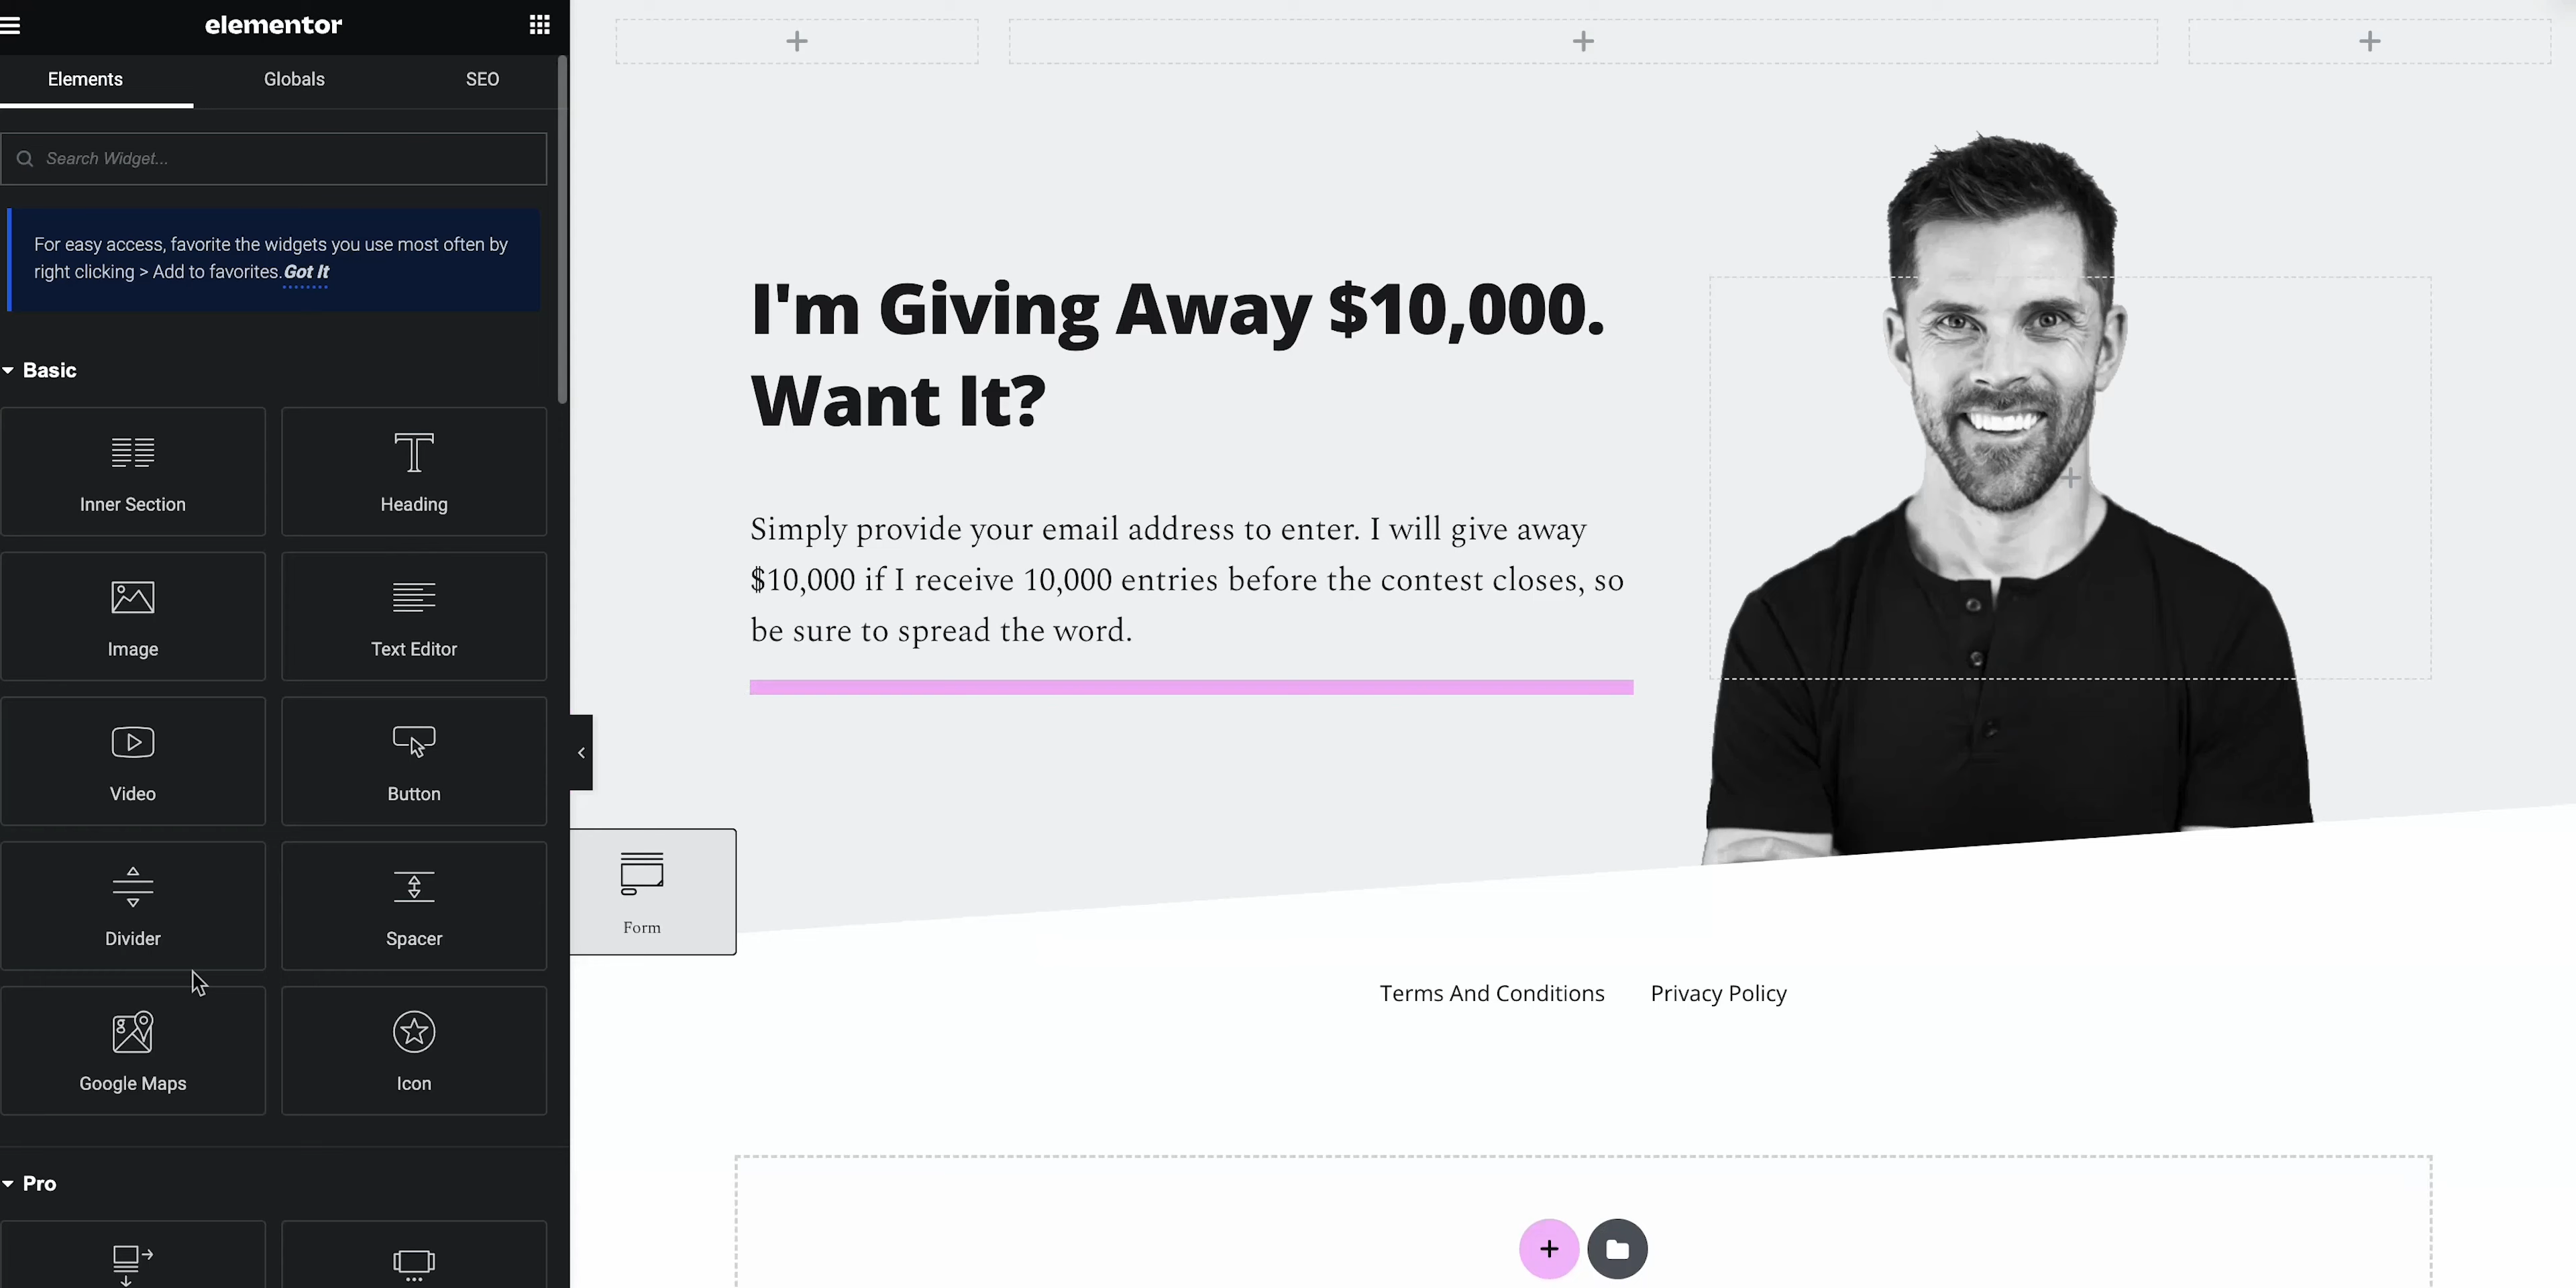 elementor
Elements
Globals
SEO
Search Widget...
For easy access, favorite the widgets you use most often by
right clicking > Add to favorites.Got It
Basic
Inner Section
Heading
Image
Text Editor
Video
Button
Divider
Spacer
Google Maps
Icon
Pro
I'm Giving Away $10,000.
Want It?
Simply provide your email address to enter. I will give away
$10,000 if I receive 10,000 entries before the contest closes, so
be sure to spread the word.
Form
Terms And Conditions
Privacy Policy